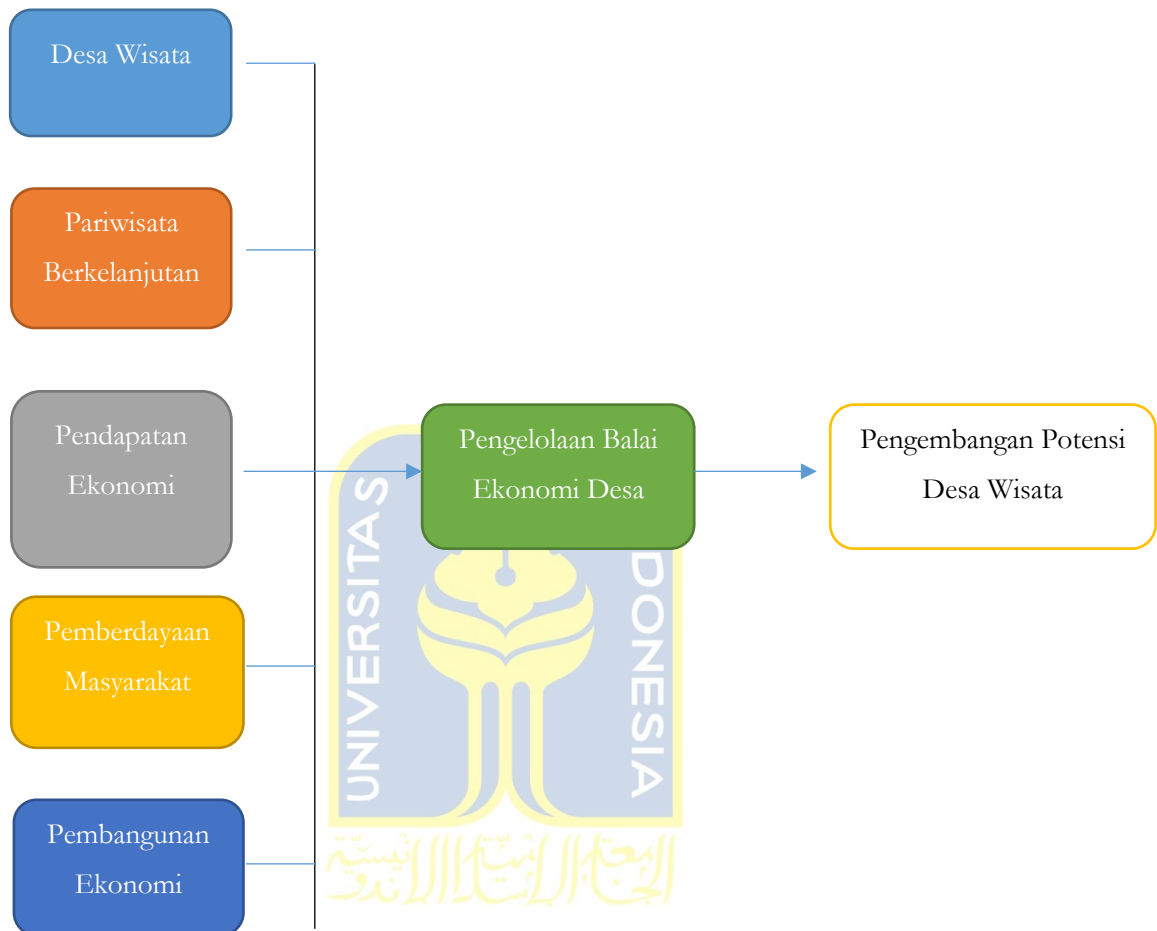 Desa Wisata
Pariwisata
Berkelanjutan
Pendapatan
Ekonomi
Pengelolaan Balai
Ekonomi Desa
Pengembangan Potensi
Desa Wisata
Pemberdayaan
Masyarakat
Pembangunan
Ekonomi
UNIVERSITAS
DONESIA